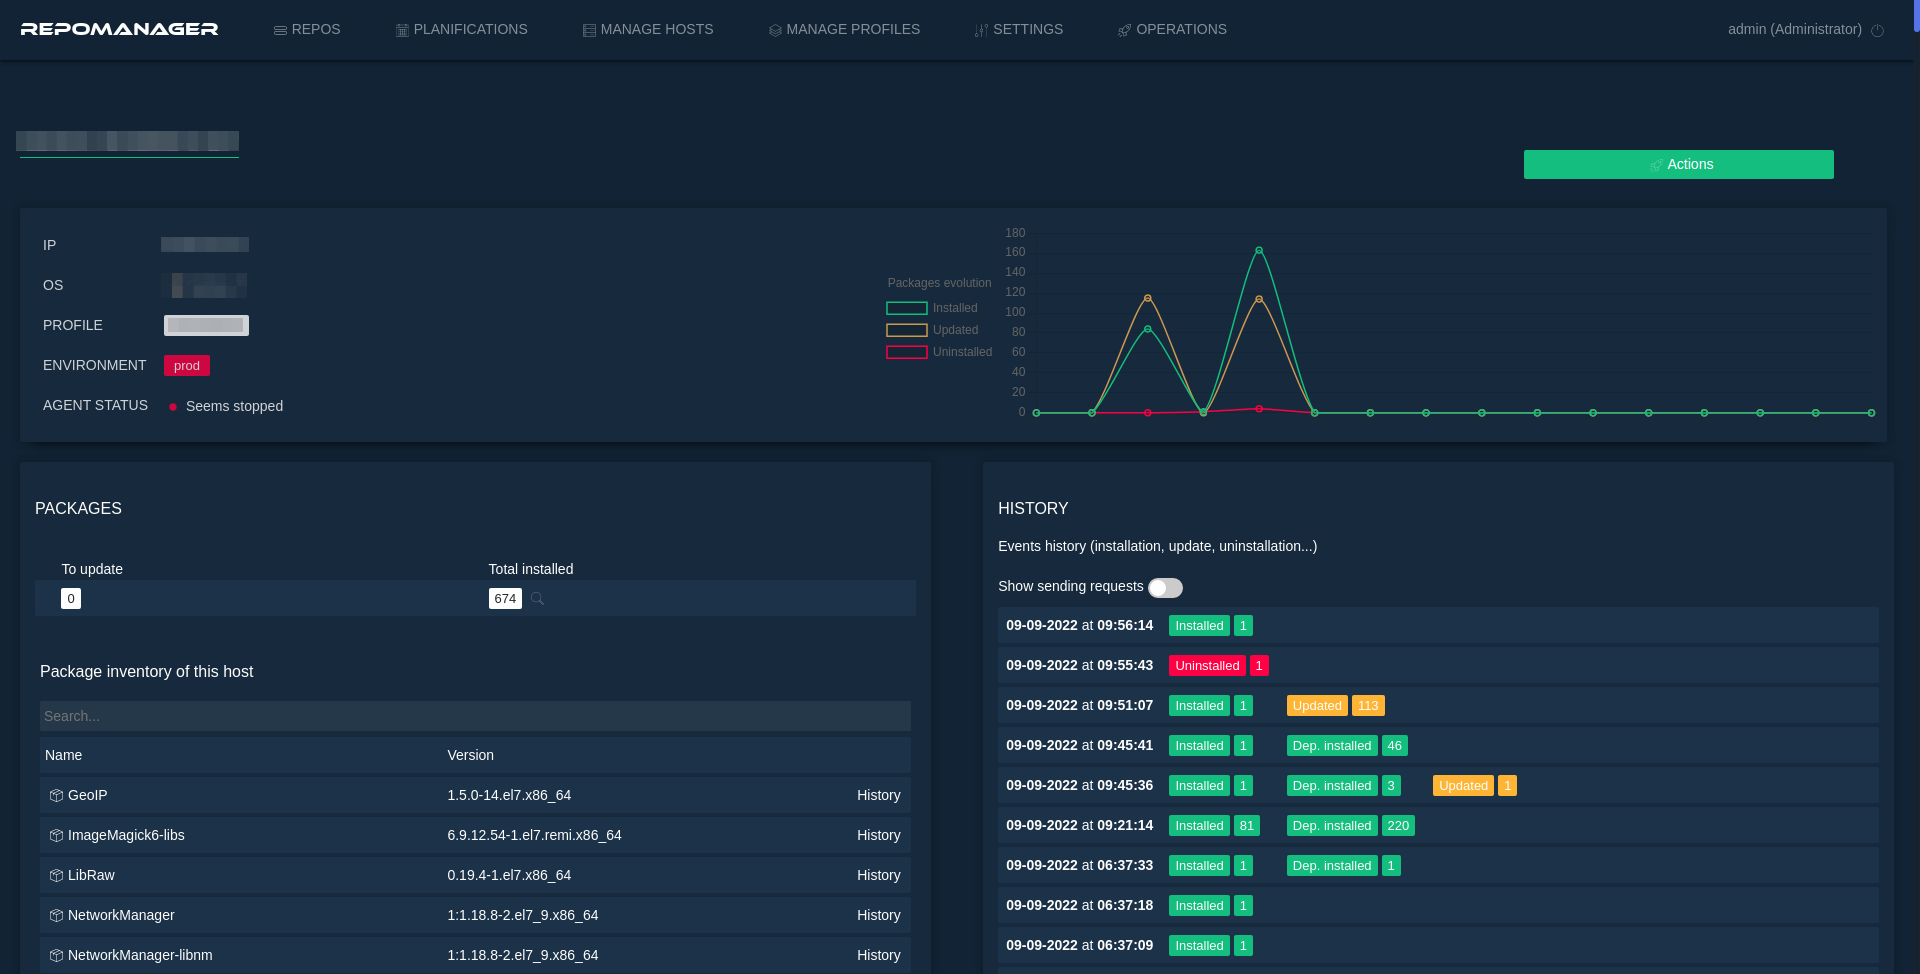 REPOMANAGER REPOS PLANIFICATIONS MANAGE HOSTS MANAGE PROFILES SETTINGS OPERATIONS admin (Administrator)
Actions
IP
OS
PROFILE
ENVIRONMENT prod
AGENT STATUS Seems stopped
Packages evolution
Installed
Updated
Uninstalled
180
160
140
120
100
80
60
40
20
0
PACKAGES
To update Total installed
0 674
Package inventory of this host
Search...
Name Version
GeoIP 1.5.0-14.el7.x86_64 History
ImageMagick6-libs 6.9.12.54-1.el7.remi.x86_64 History
LibRaw 0.19.4-1.el7.x86_64 History
NetworkManager 1:1.18.8-2.el7_9.x86_64 History
NetworkManager-libnm 1:1.18.8-2.el7_9.x86_64 History
HISTORY
Events history (installation, update, uninstallation...)
Show sending requests
09-09-2022 at 09:56:14 Installed 1
09-09-2022 at 09:55:43 Uninstalled 1
09-09-2022 at 09:51:07 Installed 1 Updated 113
09-09-2022 at 09:45:41 Installed 1 Dep. installed 46
09-09-2022 at 09:45:36 Installed 1 Dep. installed 3 Updated 1
09-09-2022 at 09:21:14 Installed 81 Dep. installed 220
09-09-2022 at 06:37:33 Installed 1 Dep. installed 1
09-09-2022 at 06:37:18 Installed 1
09-09-2022 at 06:37:09 Installed 1